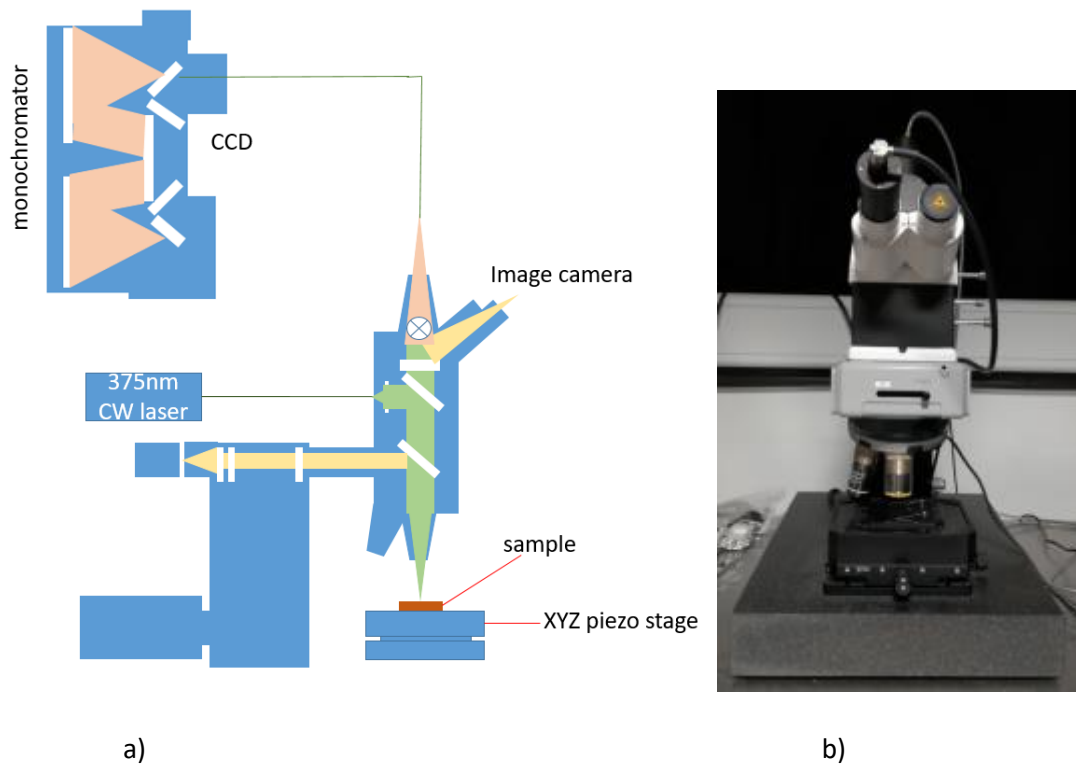 monochromator
CCD
Image camera
375nm
CW laser
sample
XYZ piezo stage
a)
b)